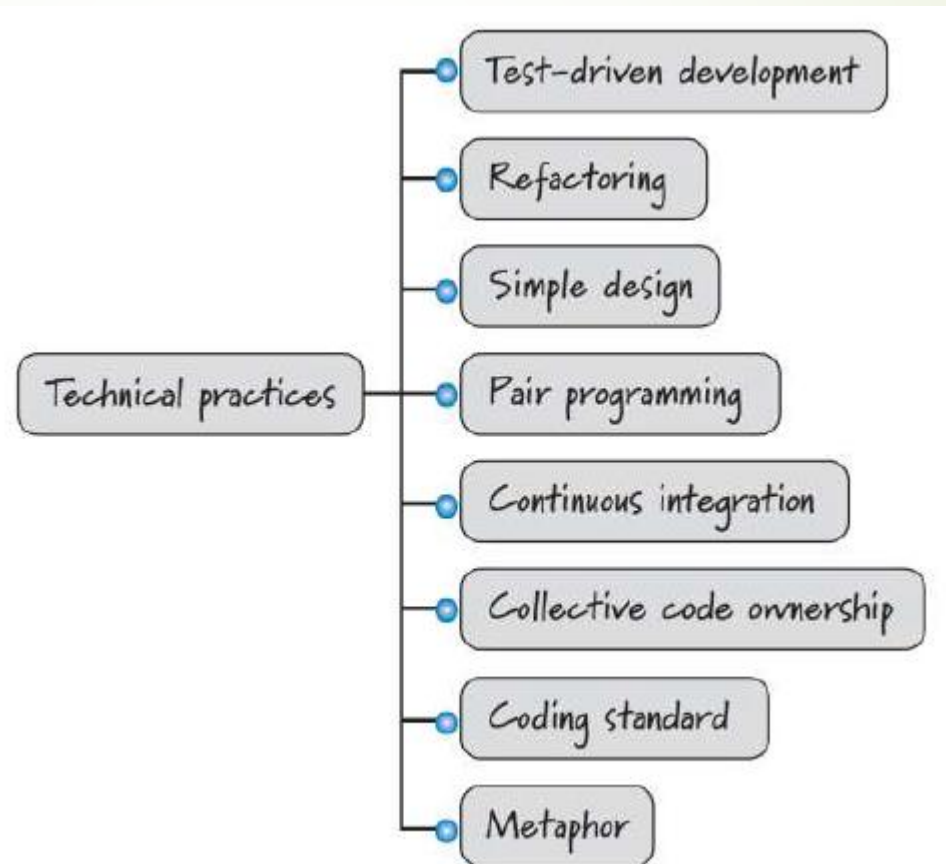 Test-driven development
Refactoring
Simple design
Technical practices
Pair programming
Continuous integration
Collective code ownership
Coding standard
Metaphor